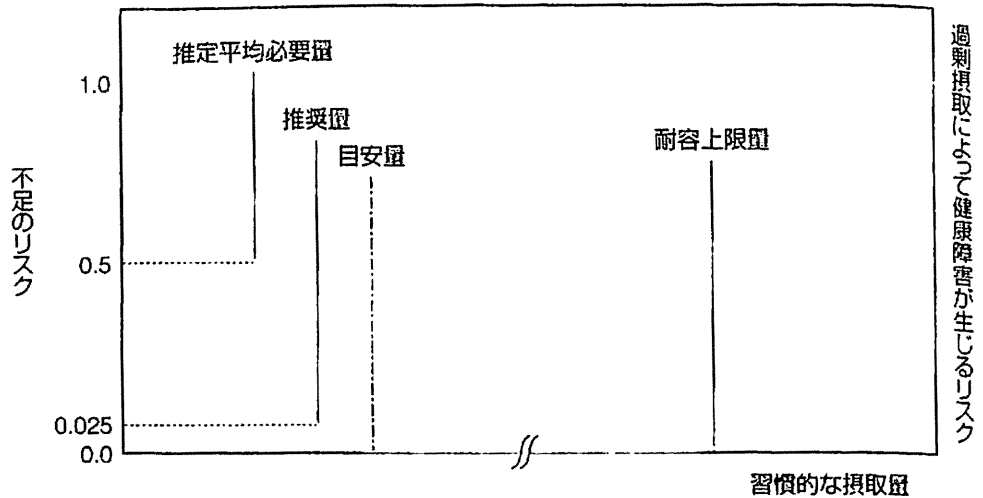 推定平均必要量
推奨量
目安量
耐容上限量
1.0
0.5
0.025
0.0
不足のリスク
過剰摂取によって健康障害が生じるリスク
習慣的な摂取量